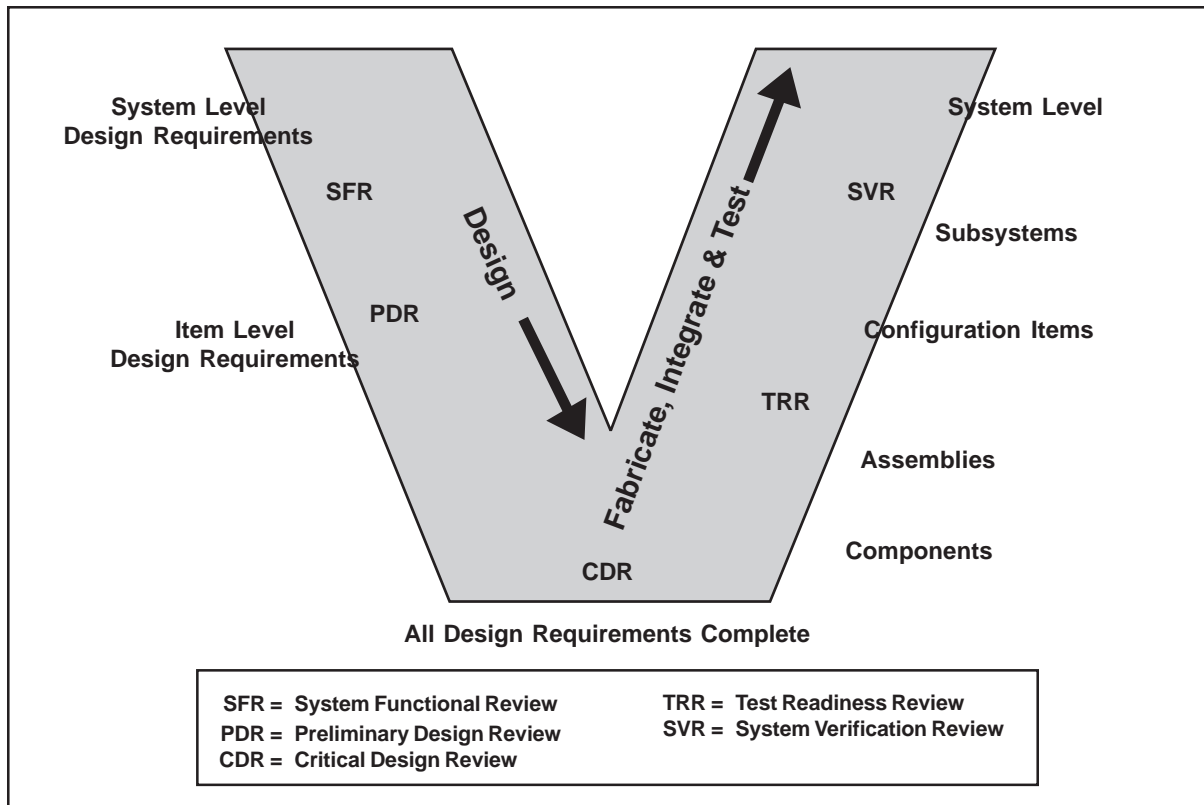 System Level
Design Requirements
SFR
Design
PDR
Item Level
Design Requirements
Fabricate, Integrate & Test
System Level
SVR
Subsystems
Configuration Items
TRR
Assemblies
Components
CDR
All Design Requirements Complete
SFR = System Functional Review
PDR = Preliminary Design Review
CDR = Critical Design Review
TRR = Test Readiness Review
SVR = System Verification Review